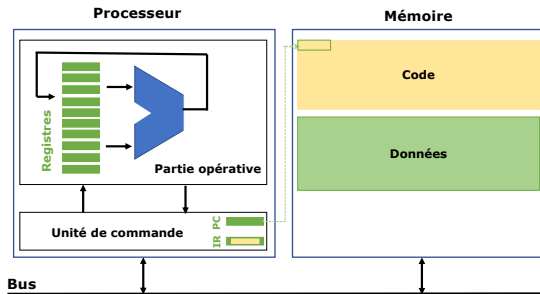 Processeur
Mémoire
Registres
Partie opérative
Unité de commande
PC
IR
Code
Données
Bus